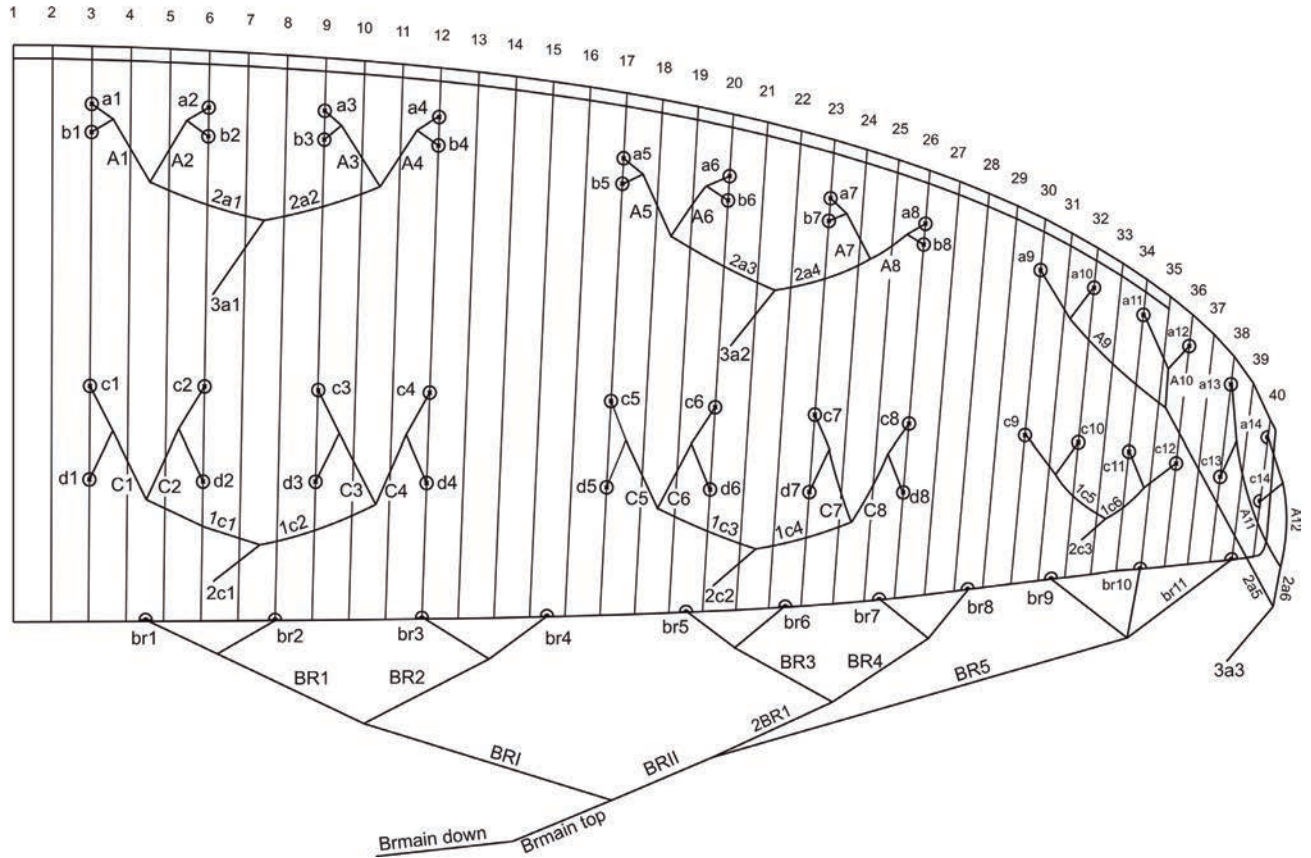 1 2 3 4 5 6 7 8 9 10 11 12 13 14 15 16 17 18 19 20 21 22 23 24 25 26 27 28 29 30 31 32 33 34 35 36 37 38 39 40
a1 a2 a3 a4
b1 b2 b3 b4
A1 A2 A3 A4
2a1 2a2
3a1
a5 a6 a7 a8
b5 b6 b7 b8
A5 A6 A7 A8
2a3 2a4
3a2
a9 a10 a11 a12 a13 a14
A9 A10
c1 c2 c3 c4
d1 d2 d3 d4
C1 C2 C3 C4
1c1 1c2
2c1
c5 c6 c7 c8
d5 d6 d7 d8
C5 C6 C7 C8
1c3 1c4
2c2
c9 c10 c11 c12 c13 c14
1c5 1c6
2c3
A11 A12
2a5 2a6
3a3
br1 br2 br3 br4 br5 br6 br7 br8 br9 br10 br11
BR1 BR2 BR3 BR4 BR5
2BR1
BRI BRII
Brmain down Brmain top